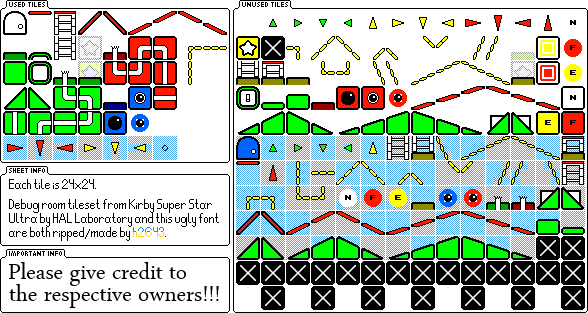 USED TILES
UNUSED TILES
N
F
E
N
E
F
N
F
E
SHEET INFO
Each tile is 24x24.
Debug room tileset from Kirby Super Star
Ultra by HAL Laboratory and this ugly font
are both ripped/made by
IMPORTANT INFO
Please give credit to
the respective owners!!!